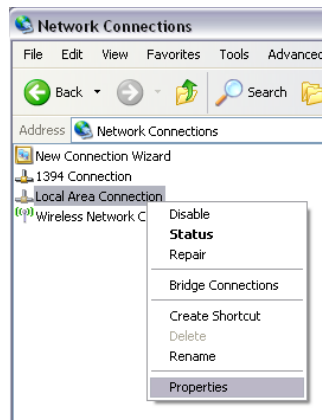 Network Connections
File Edit View Favorites Tools Advanced
Back Search
Address Network Connections
New Connection Wizard
1394 Connection
Local Area Connection
Wireless Network C
Disable
Status
Repair
Bridge Connections
Create Shortcut
Delete
Rename
Properties